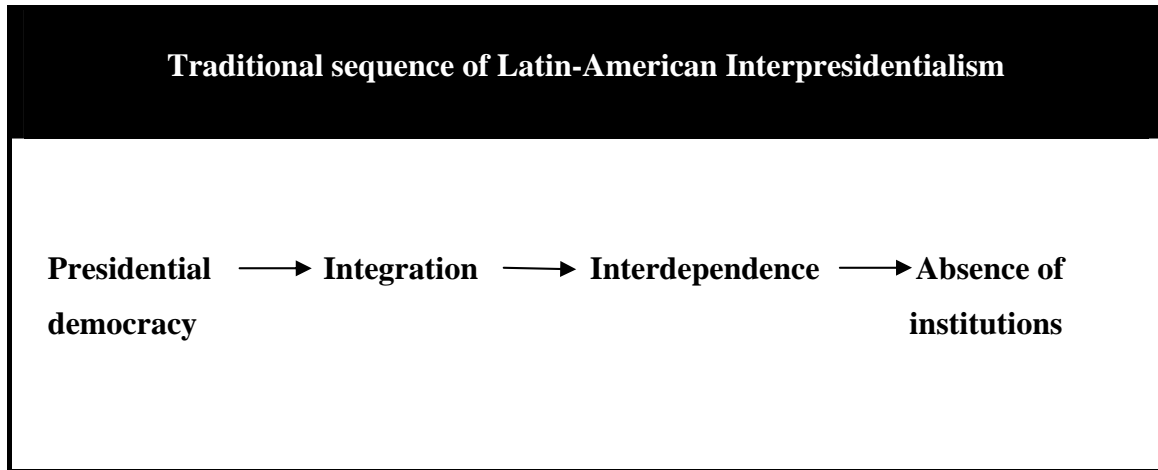 Traditional sequence of Latin-American Interpresidentialism
Presidential Integration Interdependence Absence of
democracy institutions